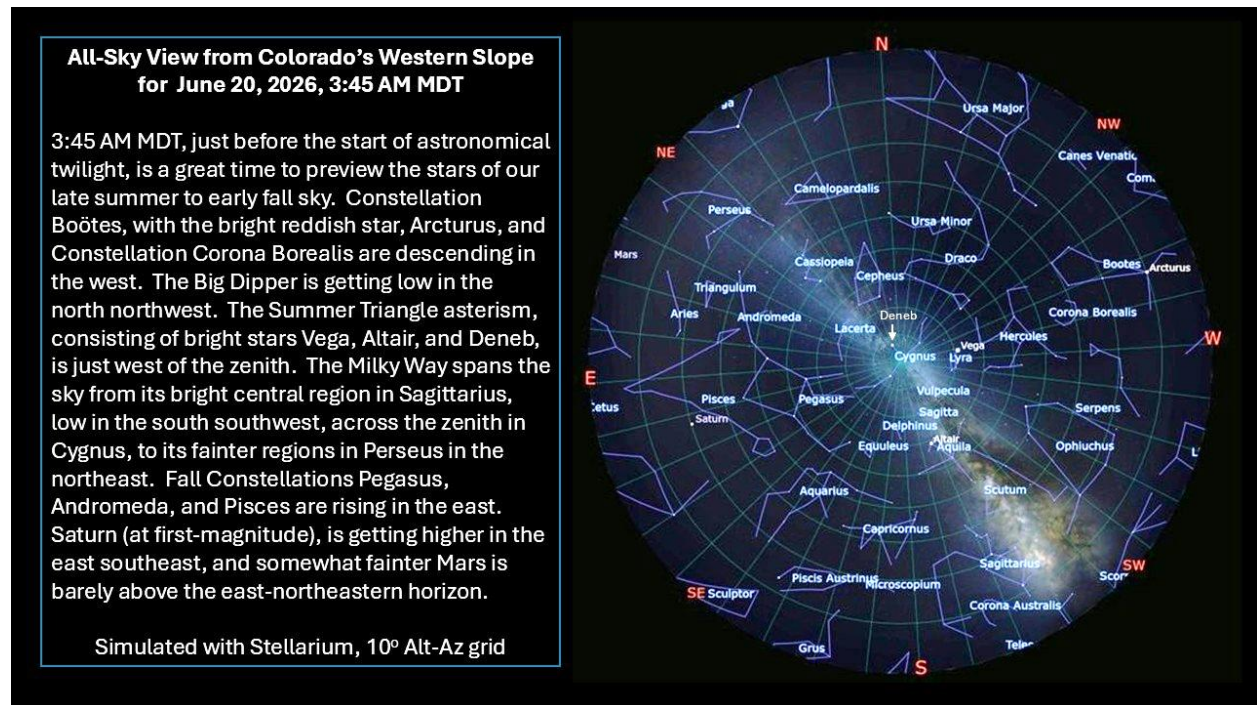 All-Sky View from Colorado's Western Slope
for  June 20, 2026, 3:45 AM MDT
3:45 AM MDT, just before the start of astronomical
twilight, is a great time to preview the stars of our
late summer to early fall sky.  Constellation
Boötes, with the bright reddish star, Arcturus, and
Constellation Corona Borealis are descending in
the west.  The Big Dipper is getting low in the
north northwest.  The Summer Triangle asterism,
consisting of bright stars Vega, Altair, and Deneb,
is just west of the zenith.  The Milky Way spans the
sky from its bright central region in Sagittarius,
low in the south southwest, across the zenith in
Cygnus, to its fainter regions in Perseus in the
northeast.  Fall Constellations Pegasus,
Andromeda, and Pisces are rising in the east.
Saturn (at first-magnitude), is getting higher in the
east southeast, and somewhat fainter Mars is
barely above the east-northeastern horizon.
Simulated with Stellarium, 10º Alt-Az grid
N
ga
Ursa Major
NW
NE
Canes Venatic
Com
Camelopardalis
Perseus
Ursa Minor
Mars
Cassiopeia
Cepheus
Draco
Bootes
Arcturus
Triangulum
Aries
Andromeda
Deneb
Lacerta
Corona Borealis
Hercules
W
Vega
Cygnus
Lyra
E
Cetus
Pisces
Pegasus
Vulpecula
Saturn
Sagitta
Serpens
Delphinus
Equuleus
Altair
Aquila
Ophiuchus
L
Aquarius
Scutum
Capricornus
Sagittarius
SW
Scor
Piscis Austrinus
Microscopium
SE
Sculptor
Corona Australis
Grus
Tele
S